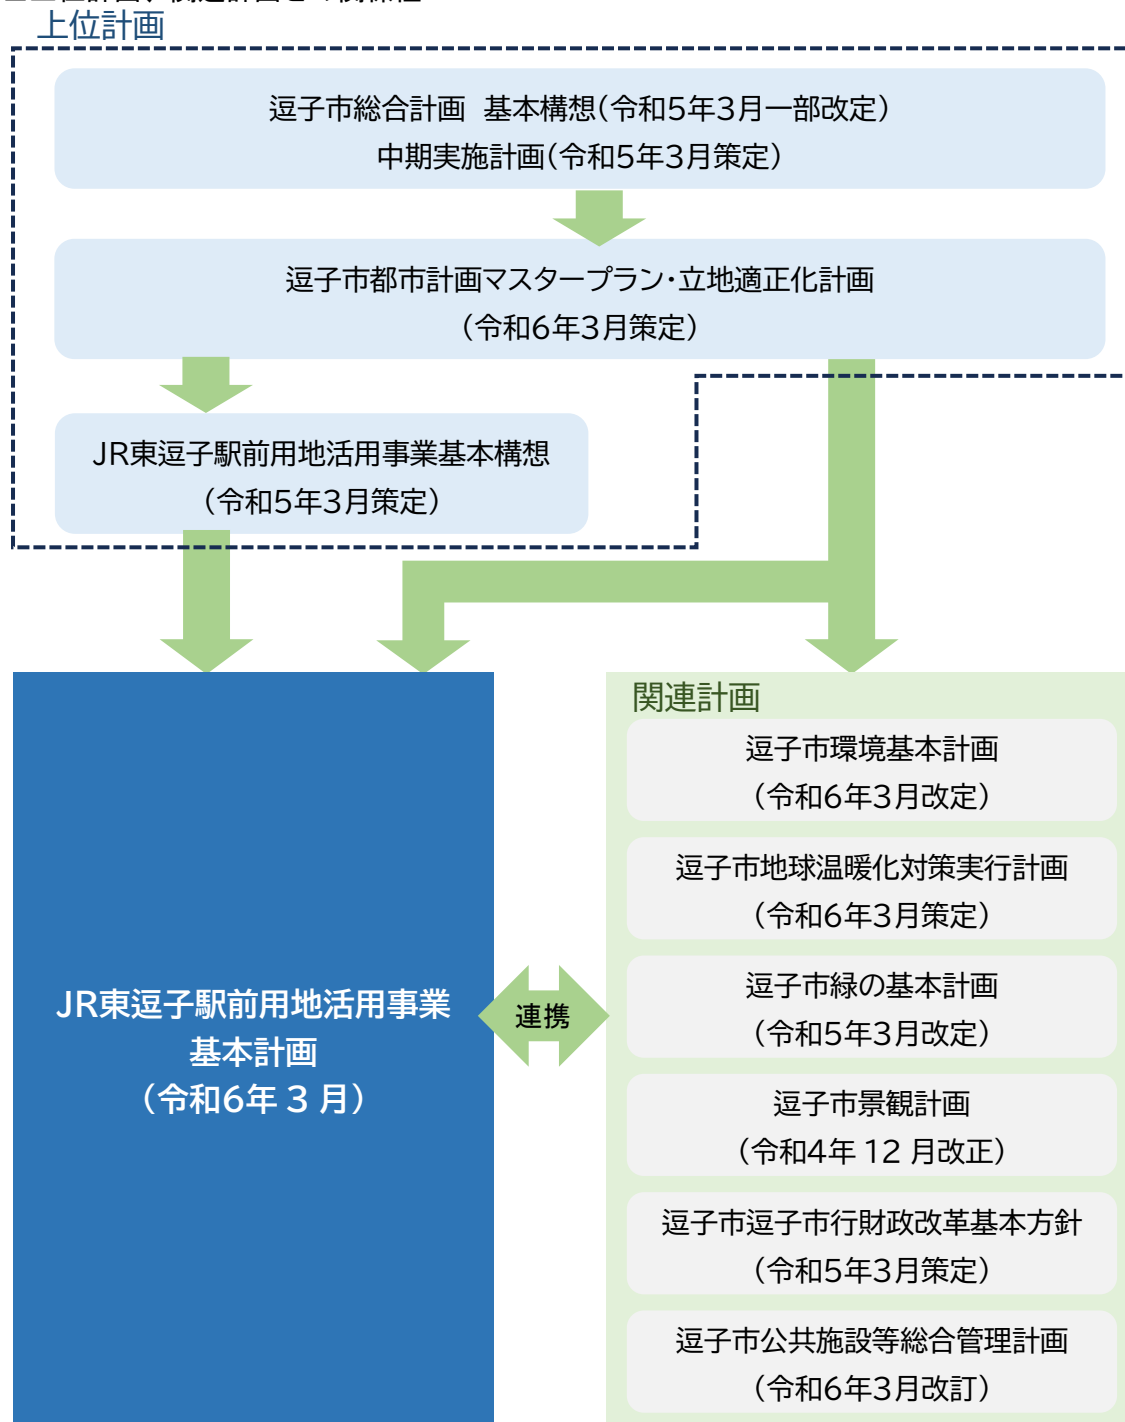 上位計画
逗子市総合計画 基本構想(令和5年3月一部改定)
中期実施計画(令和5年3月策定)
逗子市都市計画マスタープラン・立地適正化計画
(令和6年3月策定)
JR東逗子駅前用地活用事業基本構想
(令和5年3月策定)
関連計画
逗子市環境基本計画
(令和6年3月改定)
逗子市地球温暖化対策実行計画
(令和6年3月策定)
逗子市緑の基本計画
(令和5年3月改定)
逗子市景観計画
(令和4年 12 月改正)
逗子市逗子市行財政改革基本方針
(令和5年3月策定)
逗子市公共施設等総合管理計画
(令和6年3月改訂)
連携
JR東逗子駅前用地活用事業
基本計画
(令和6年 3 月)